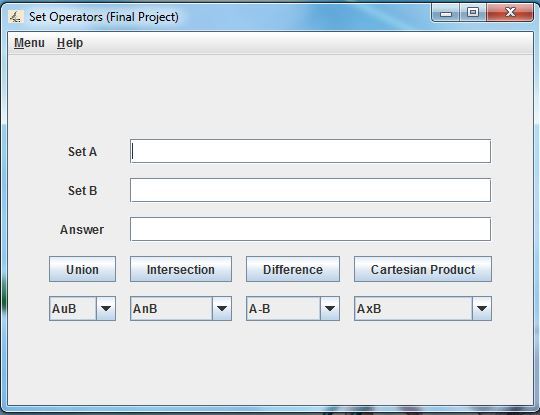 Set Operators (Final Project)
Menu Help
Set A
Set B
Answer
Union Intersection Difference Cartesian Product
AuB AnB A-B AxB